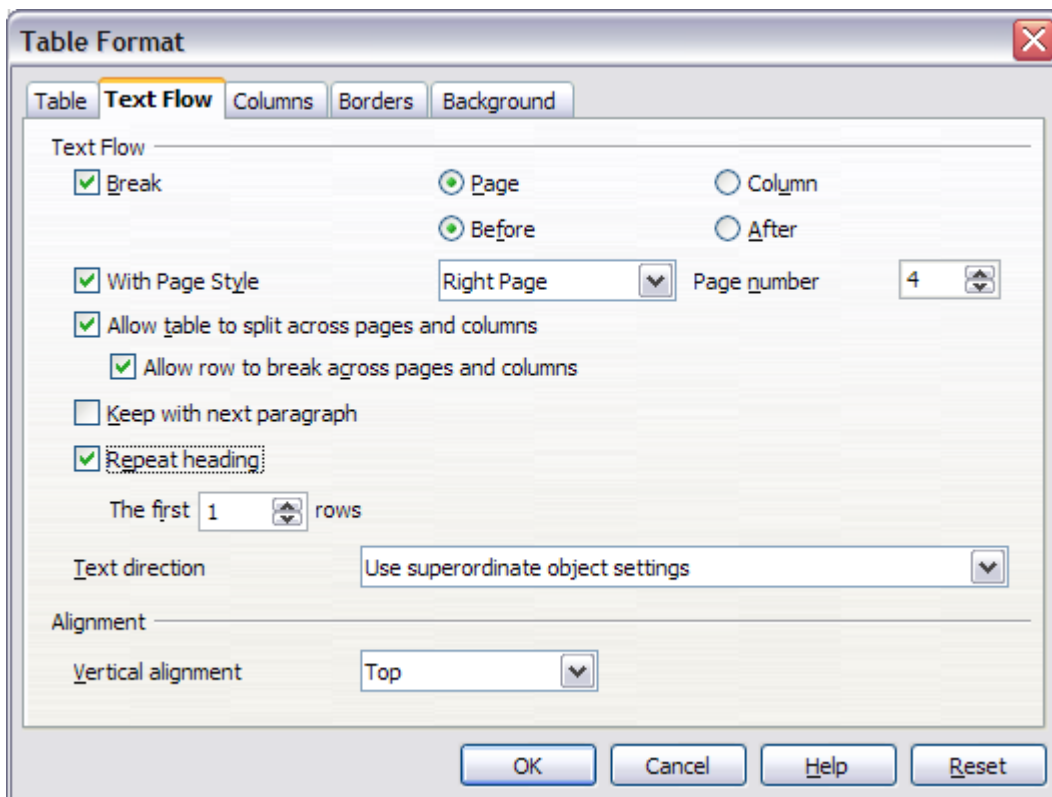 Table Format
Table Text Flow Columns Borders Background
Text Flow
Break Page Column
Before After
With Page Style Right Page Page number 4
Allow table to split across pages and columns
Allow row to break across pages and columns
Keep with next paragraph
Repeat heading
The first 1 rows
Text direction Use superordinate object settings
Alignment
Vertical alignment Top
OK Cancel Help Reset